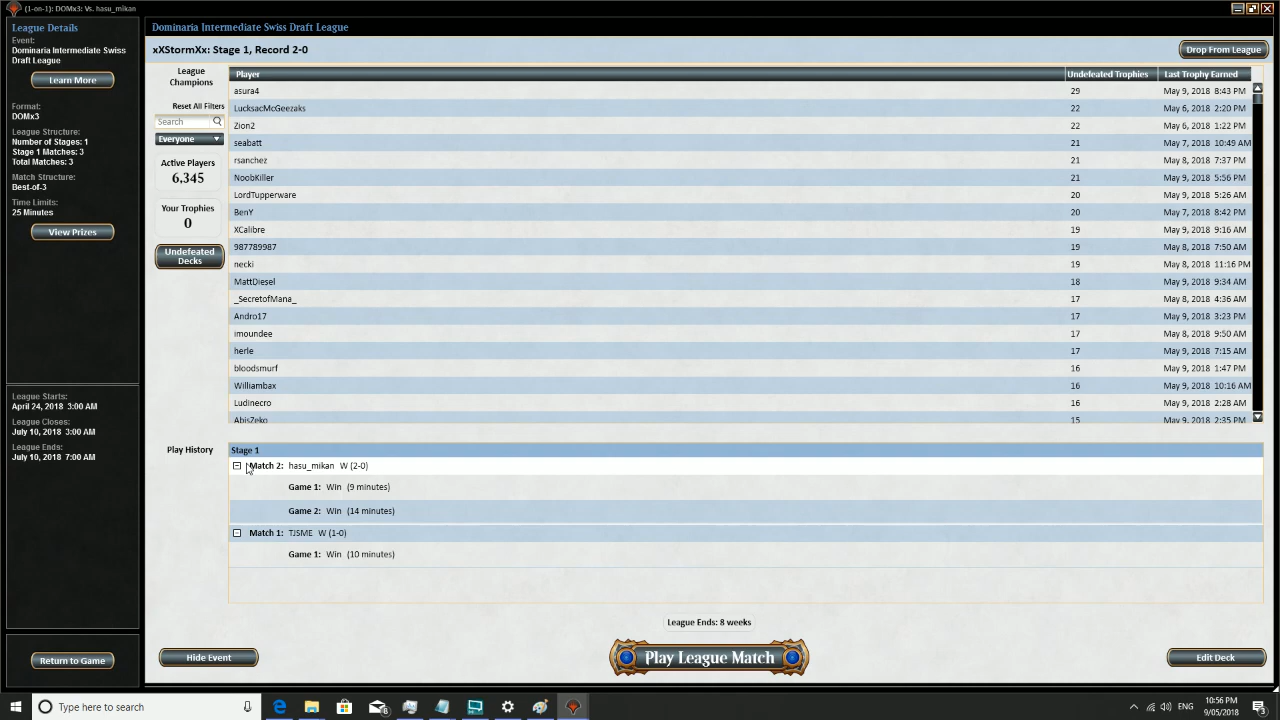 (1-on-1): DOMx3: Vs. hasu_mikan
League Details
Event:
Dominaria Intermediate Swiss
Draft League
Learn More
Format:
DOMx3
League Structure:
Number of Stages: 1
Stage 1 Matches: 3
Total Matches: 3
Match Structure:
Best-of-3
Time Limits:
25 Minutes
View Prizes
League Starts:
April 24, 2018 3:00 AM
League Closes:
July 10, 2018 3:00 AM
League Ends:
July 10, 2018 7:00 AM
Return to Game
Dominaria Intermediate Swiss Draft League
xXStormXx: Stage 1, Record 2-0
Drop From League
League
Champions
Reset All Filters
Search
Everyone
Active Players
6,345
Your Trophies
0
Undefeated
Decks
Player Undefeated Trophies Last Trophy Earned
asura4 29 May 9, 2018 8:43 PM
LucksacMcGeezaks 22 May 6, 2018 2:20 PM
Zion2 22 May 6, 2018 1:22 PM
seabatt 21 May 7, 2018 10:49 AM
rsanchez 21 May 8, 2018 7:37 PM
NoobKiller 21 May 9, 2018 5:56 PM
LordTupperware 20 May 9, 2018 5:26 AM
BenY 20 May 7, 2018 8:42 PM
XCalibre 19 May 9, 2018 9:16 AM
987789987 19 May 8, 2018 7:50 AM
necki 19 May 8, 2018 11:16 PM
MattDiesel 18 May 9, 2018 9:34 AM
_SecretofMana_ 17 May 8, 2018 4:36 AM
Andro17 17 May 9, 2018 3:23 PM
imoundee 17 May 8, 2018 9:50 AM
herle 17 May 9, 2018 7:15 AM
bloodsmurf 16 May 9, 2018 1:47 PM
Williambax 16 May 9, 2018 10:16 AM
Ludinecro 16 May 9, 2018 2:28 AM
AbisZeko 15 May 9, 2018 2:35 PM
Play History
Stage 1
Match 2: hasu_mikan W (2-0)
Game 1: Win (9 minutes)
Game 2: Win (14 minutes)
Match 1: TJSME W (1-0)
Game 1: Win (10 minutes)
League Ends: 8 weeks
Hide Event
Play League Match
Edit Deck
Type here to search
6
ENG
10:56 PM
9/05/2018
3